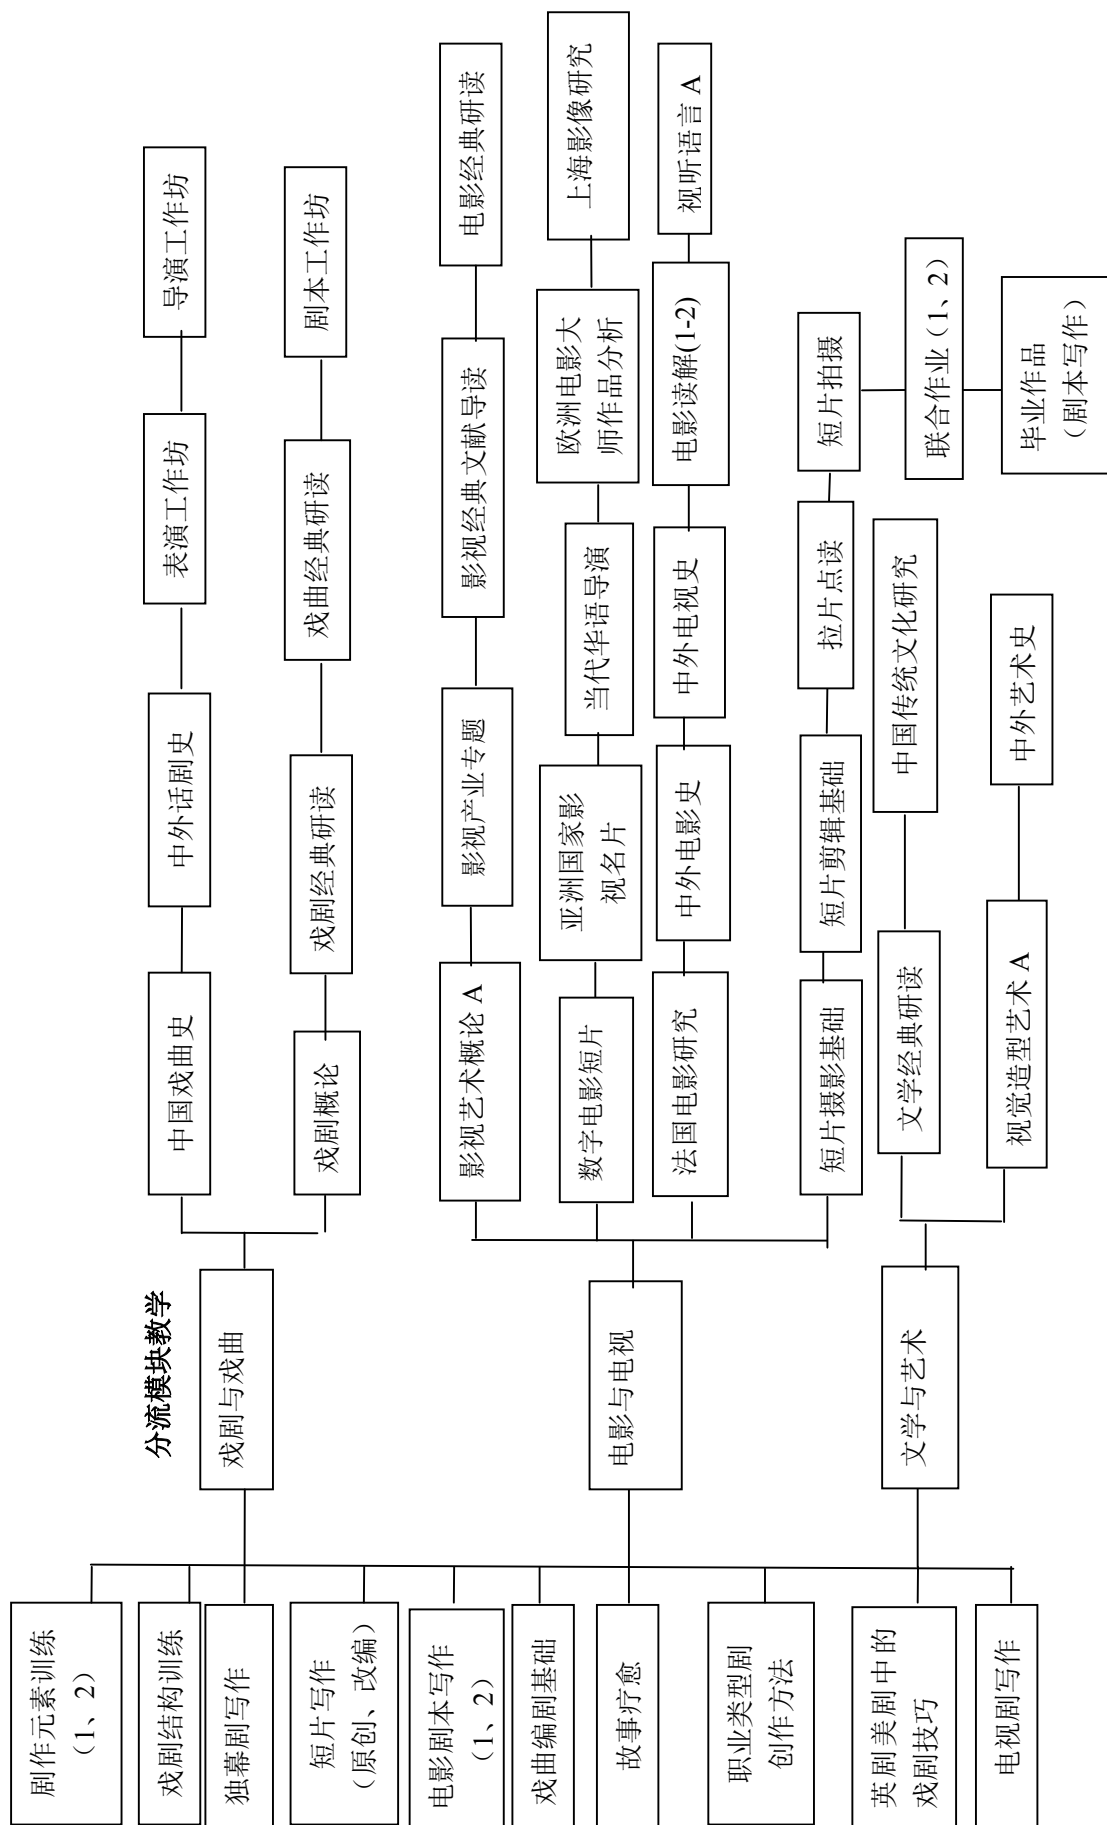 分流模块教学
剧作元素训练
（1、2）
戏剧结构训练
独幕剧写作
短片写作
（原创、改编）
电影剧本写作
（1、2）
戏曲编剧基础
故事疗愈
职业类型剧
创作方法
英剧美剧中的
戏剧技巧
电视剧写作
戏剧与戏曲
中国戏曲史
中外话剧史
表演工作坊
导演工作坊
戏剧概论
戏剧经典研读
戏曲经典研读
剧本工作坊
电影与电视
影视艺术概论 A
影视产业专题
影视经典文献导读
电影经典研读
数字电影短片
亚洲国家影
视名片
当代华语导演
欧洲电影大
师作品分析
上海影像研究
法国电影研究
中外电影史
中外电视史
电影读解(1-2)
视听语言 A
短片摄影基础
短片剪辑基础
拉片点读
短片拍摄
联合作业（1、2）
毕业作品
（剧本写作）
文学与艺术
文学经典研读
中国传统文化研究
视觉造型艺术 A
中外艺术史